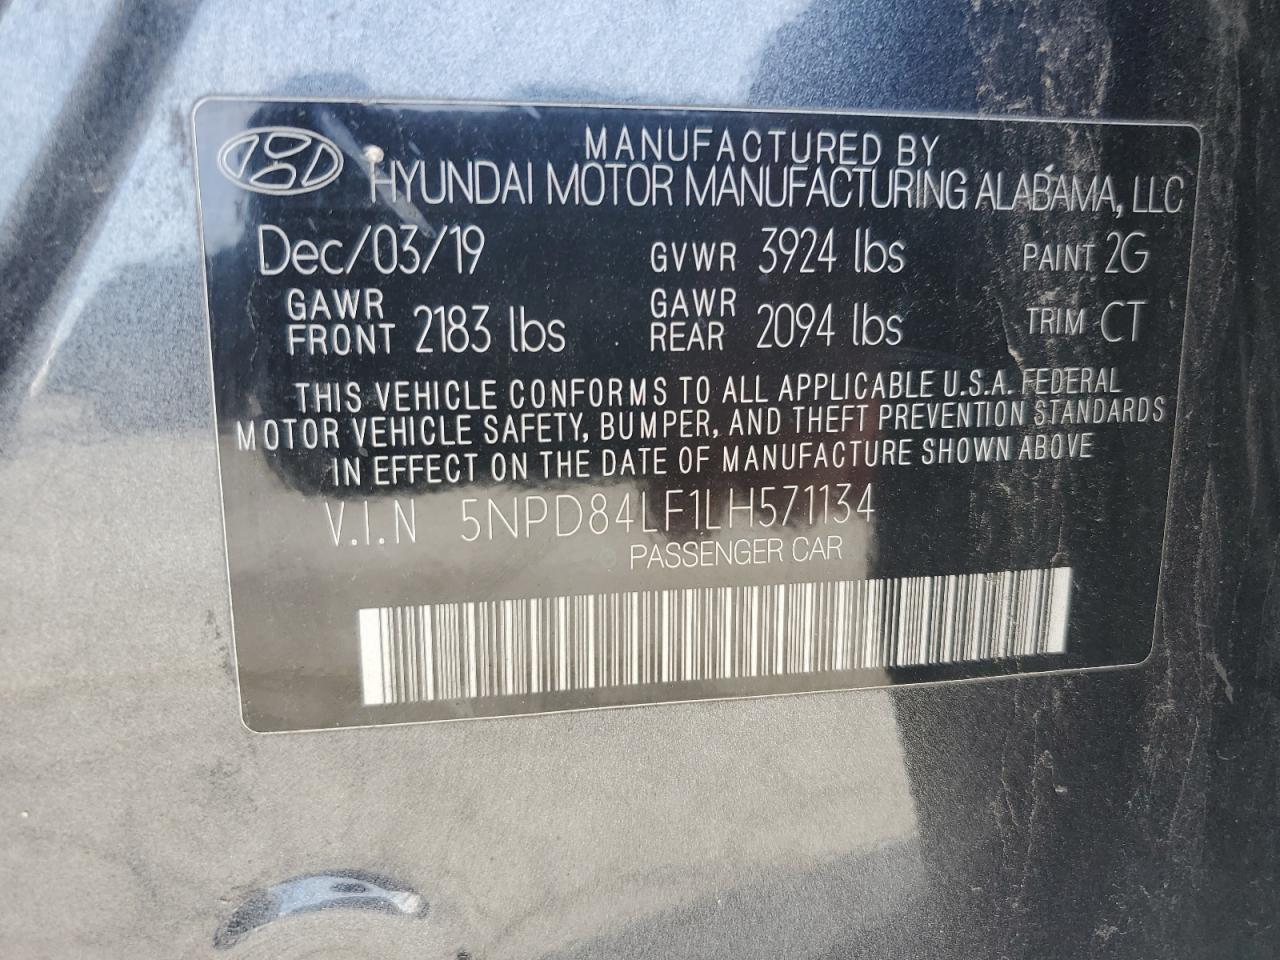 MANUFACTURED BY
HYUNDAI MOTOR MANUFACTURING ALABAMA, LLC
Dec/03/19 GVWR 3924 lbs PAINT 2G
GAWR FRONT 2183 lbs GAWR REAR 2094 lbs TRIM CT
THIS VEHICLE CONFORMS TO ALL APPLICABLE U.S.A. FEDERAL
MOTOR VEHICLE SAFETY, BUMPER, AND THEFT PREVENTION STANDARDS
IN EFFECT ON THE DATE OF MANUFACTURE SHOWN ABOVE
V.I.N 5NPD84LF1LH571134
PASSENGER CAR